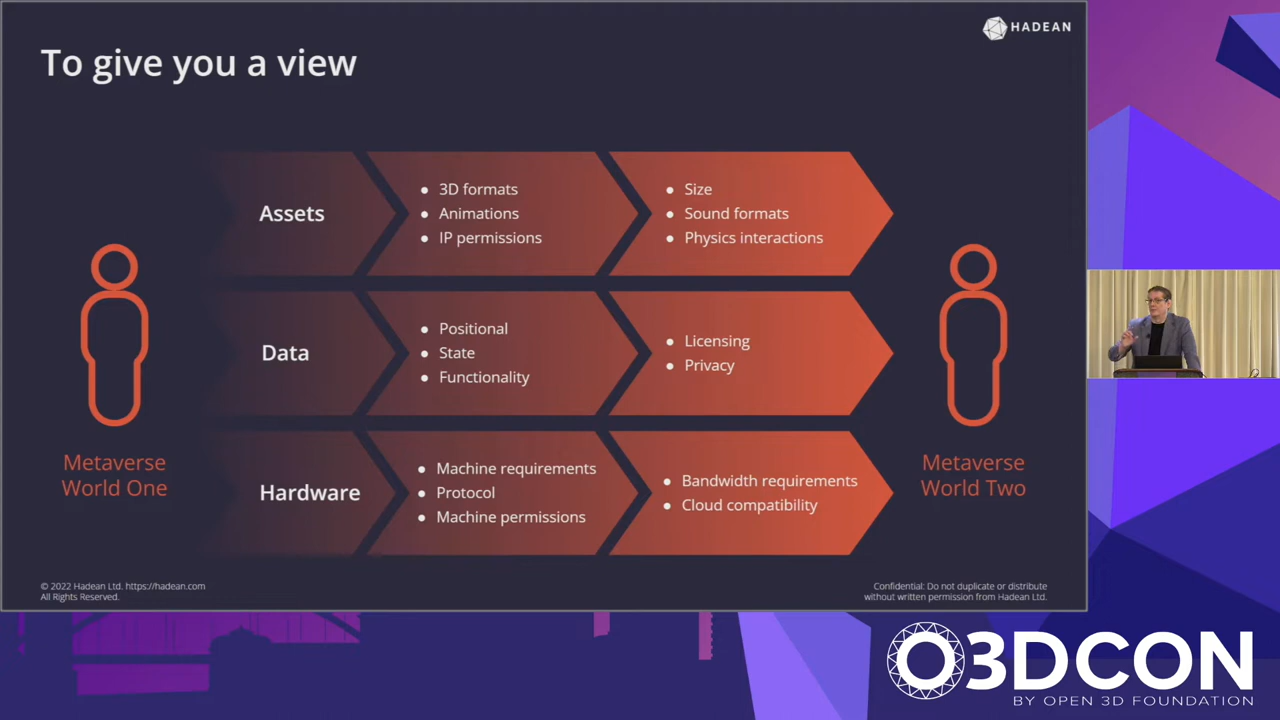 HADEAN
To give you a view
Assets
● 3D formats
● Animations
● IP permissions
● Size
● Sound formats
● Physics interactions
Data
● Positional
● State
● Functionality
● Licensing
● Privacy
Hardware
● Machine requirements
● Protocol
● Machine permissions
● Bandwidth requirements
● Cloud compatibility
Metaverse
World One
Metaverse
World Two
© 2022 Hadean Ltd. https://hadean.com
All Rights Reserved.
Confidential: Do not duplicate or distribute
without written permission from Hadean Ltd.
O3DCON
BY OPEN 3D FOUNDATION